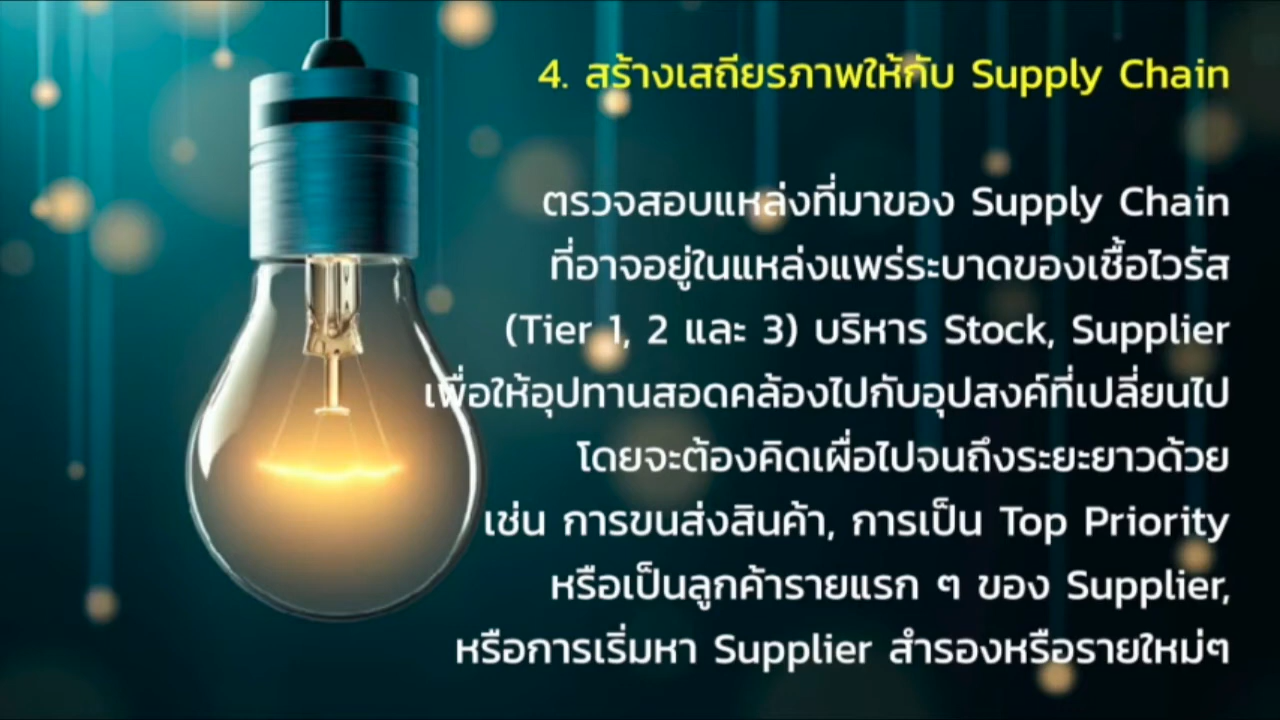 4. สร้างเสถียรภาพให้กับ Supply Chain
ตรวจสอบแหล่งที่มาของ Supply Chain
ที่อาจอยู่ในแหล่งแพร่ระบาดของเชื้อไวรัส
(Tier 1, 2 และ 3) บริหาร Stock, Supplier
เพื่อให้อุปทานสอดคล้องไปกับอุปสงค์ที่เปลี่ยนไป
โดยจะต้องคิดเผื่อไปจนถึงระยะยาวด้วย
เช่น การขนส่งสินค้า, การเป็น Top Priority
หรือเป็นลูกค้ารายแรก ๆ ของ Supplier,
หรือการเริ่มหา Supplier สำรองหรือรายใหม่ๆ